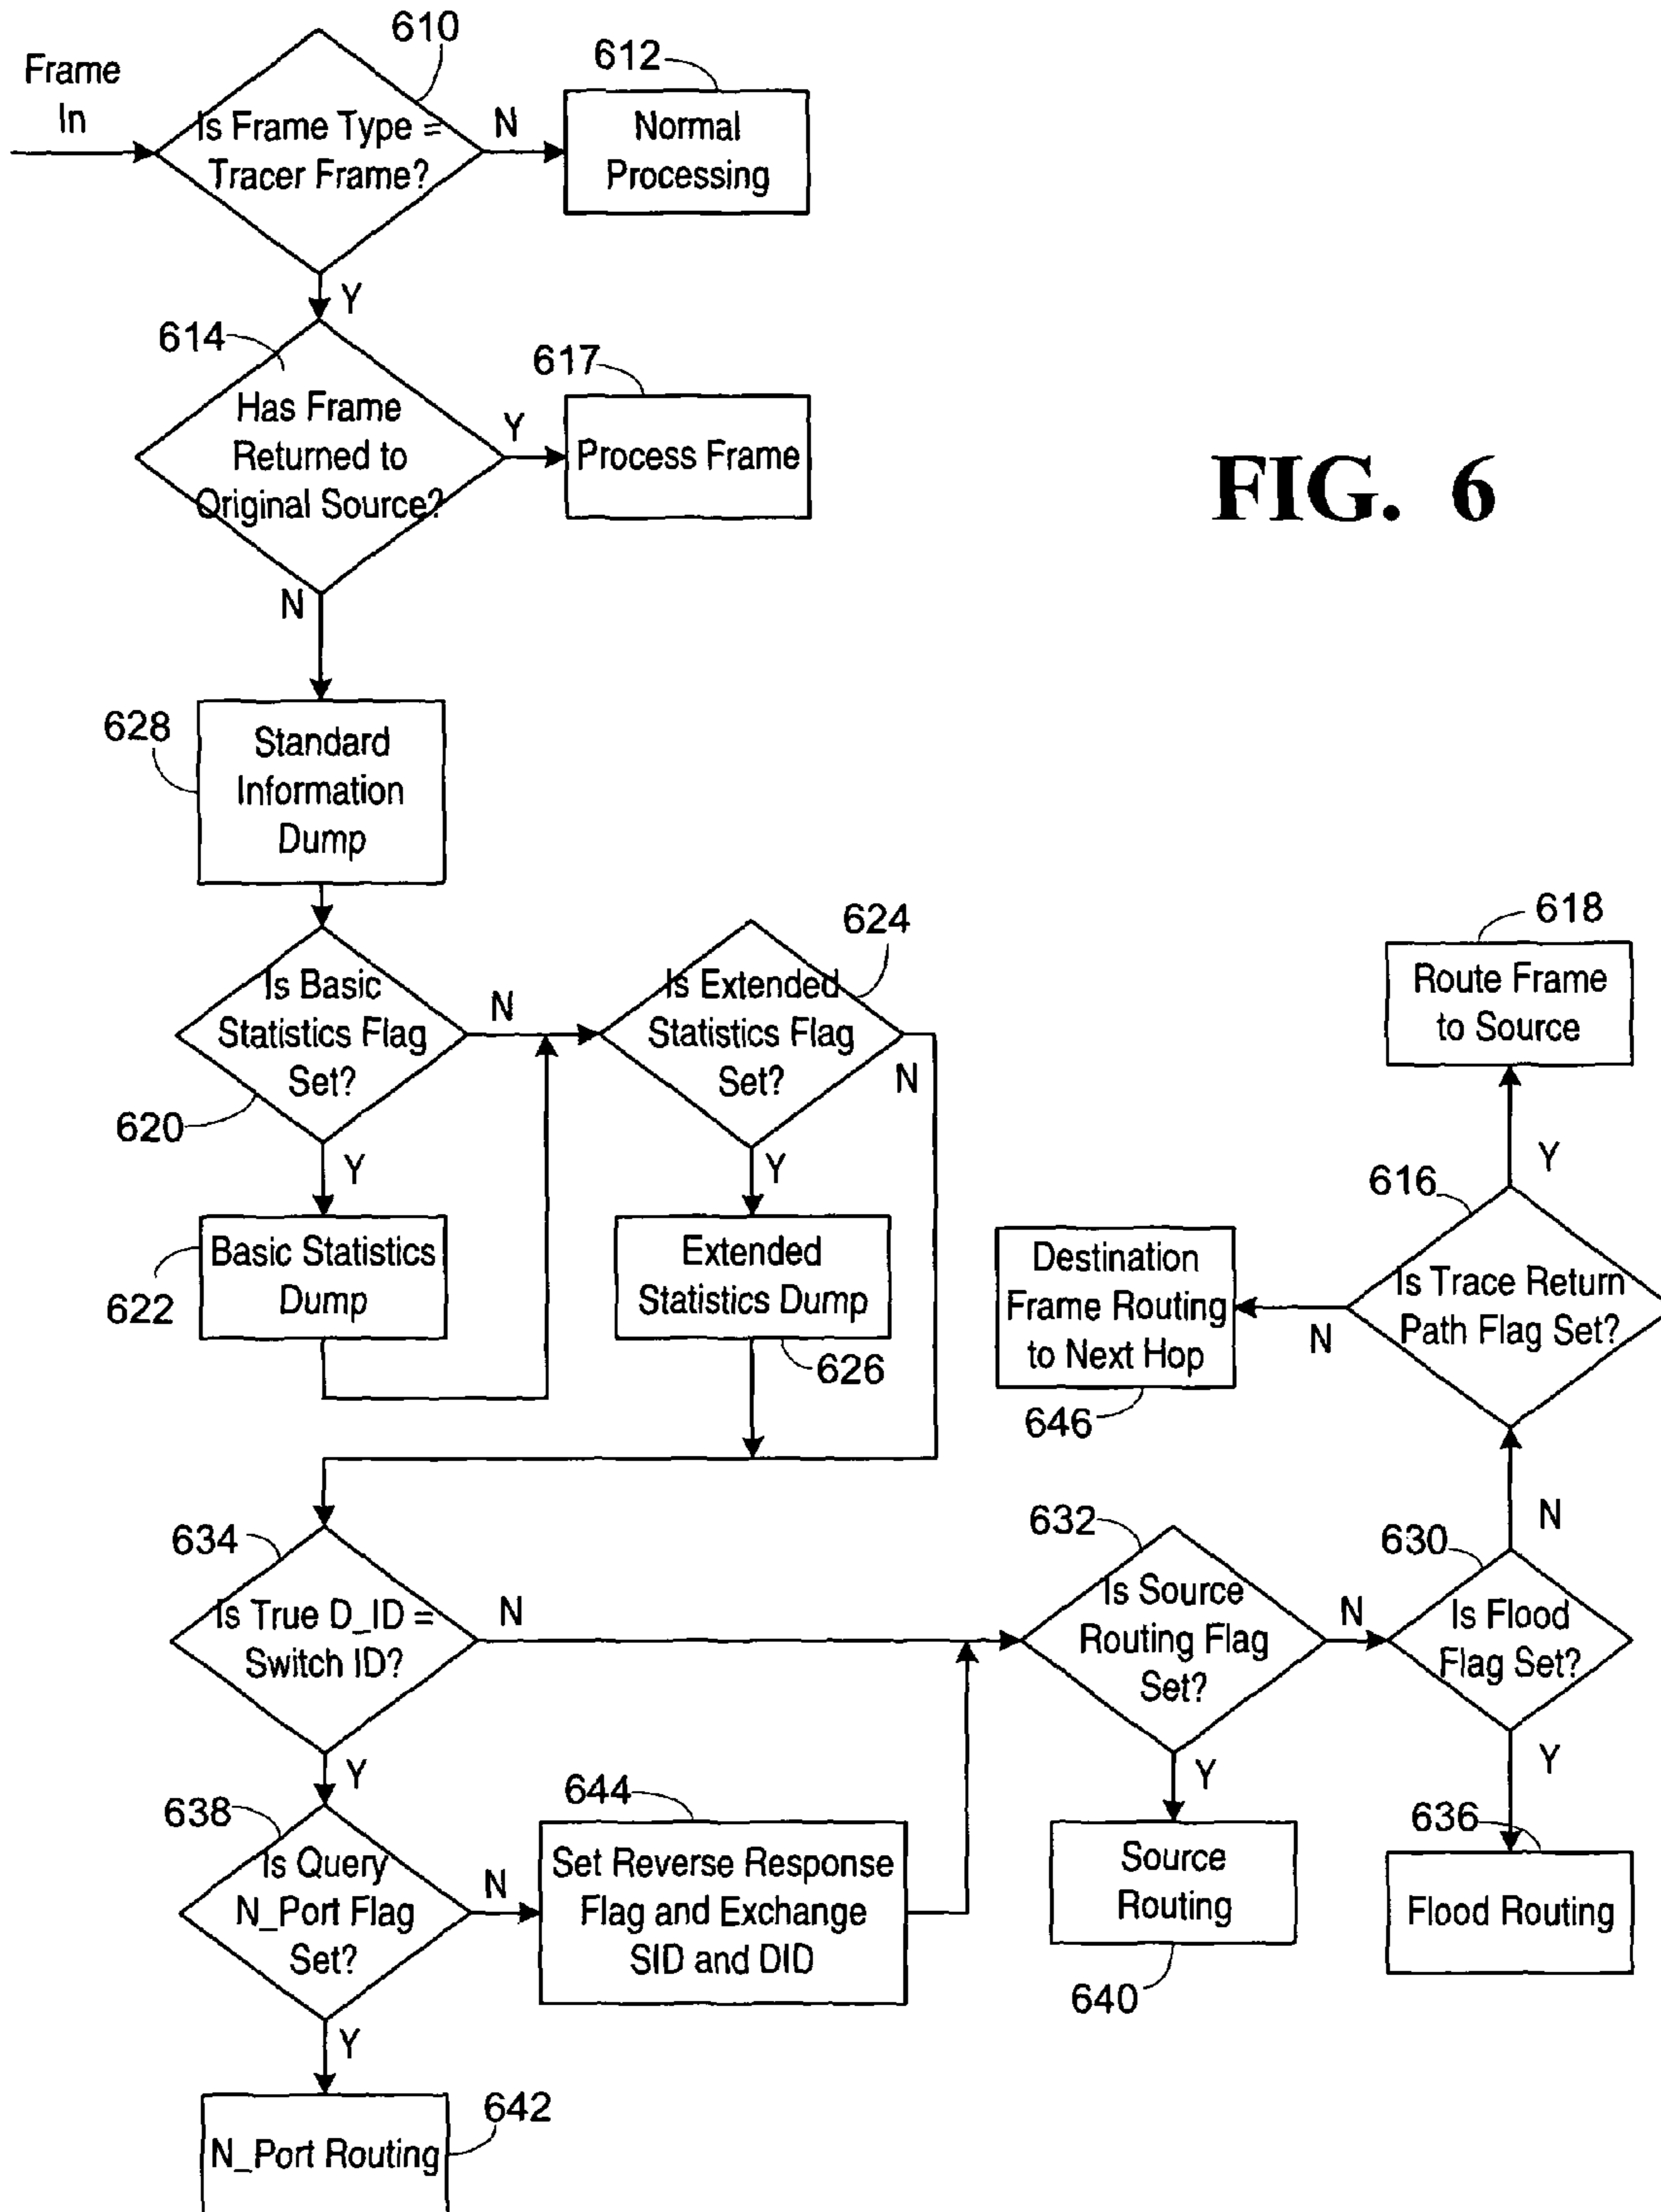 610
Frame
In
Is Frame Type =
Tracer Frame?
N
612
Normal
Processing
Y
614
Has Frame
Returned to
Original Source?
Y
617
Process Frame
FIG. 6
N
628
Standard
Information
Dump
Is Basic
Statistics Flag
Set?
620
N
624
Is Extended
Statistics Flag
Set?
N
Y
622
Basic Statistics
Dump
Y
Extended
Statistics Dump
626
618
Route Frame
to Source
Y
616
Is Trace Return
Path Flag Set?
N
Destination
Frame Routing
to Next Hop
646
634
Is True D_ID =
Switch ID?
N
632
Is Source
Routing Flag
Set?
N
630
Is Flood
Flag Set?
N
Y
638
Is Query
N_Port Flag
Set?
N
644
Set Reverse Response
Flag and Exchange
SID and DID
Y
Source
Routing
640
Y
636
Flood Routing
Y
642
N_Port Routing